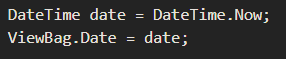 DateTime date = DateTime.Now;
ViewBag.Date = date;